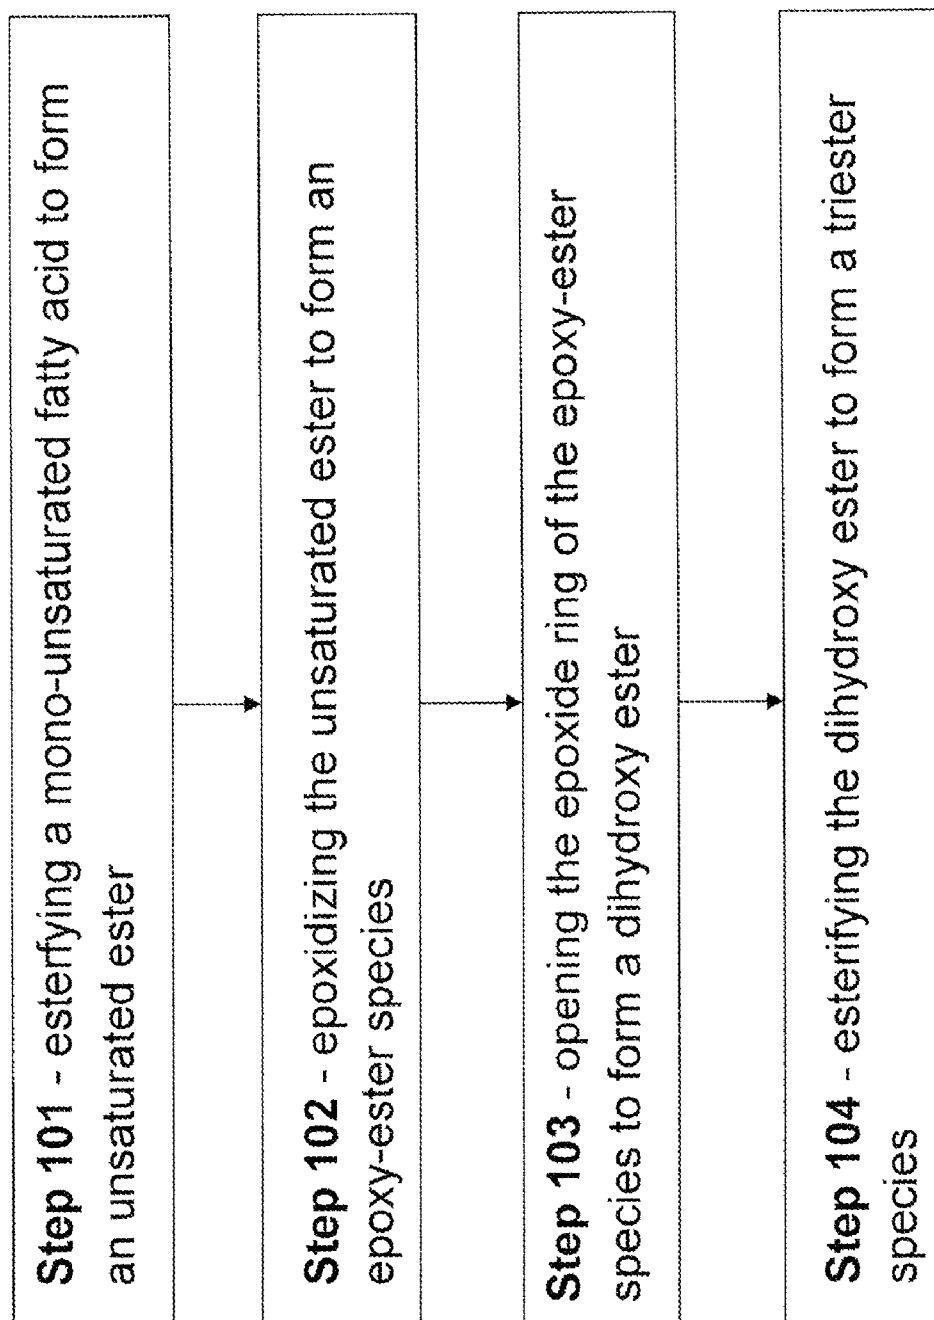 Step 101 - esterfying a mono-unsaturated fatty acid to form
an unsaturated ester
Step 102 - epoxidizing the unsaturated ester to form an
epoxy-ester species
Step 103 - opening the epoxide ring of the epoxy-ester
species to form a dihydroxy ester
Step 104 - esterifying the dihydroxy ester to form a triester
species